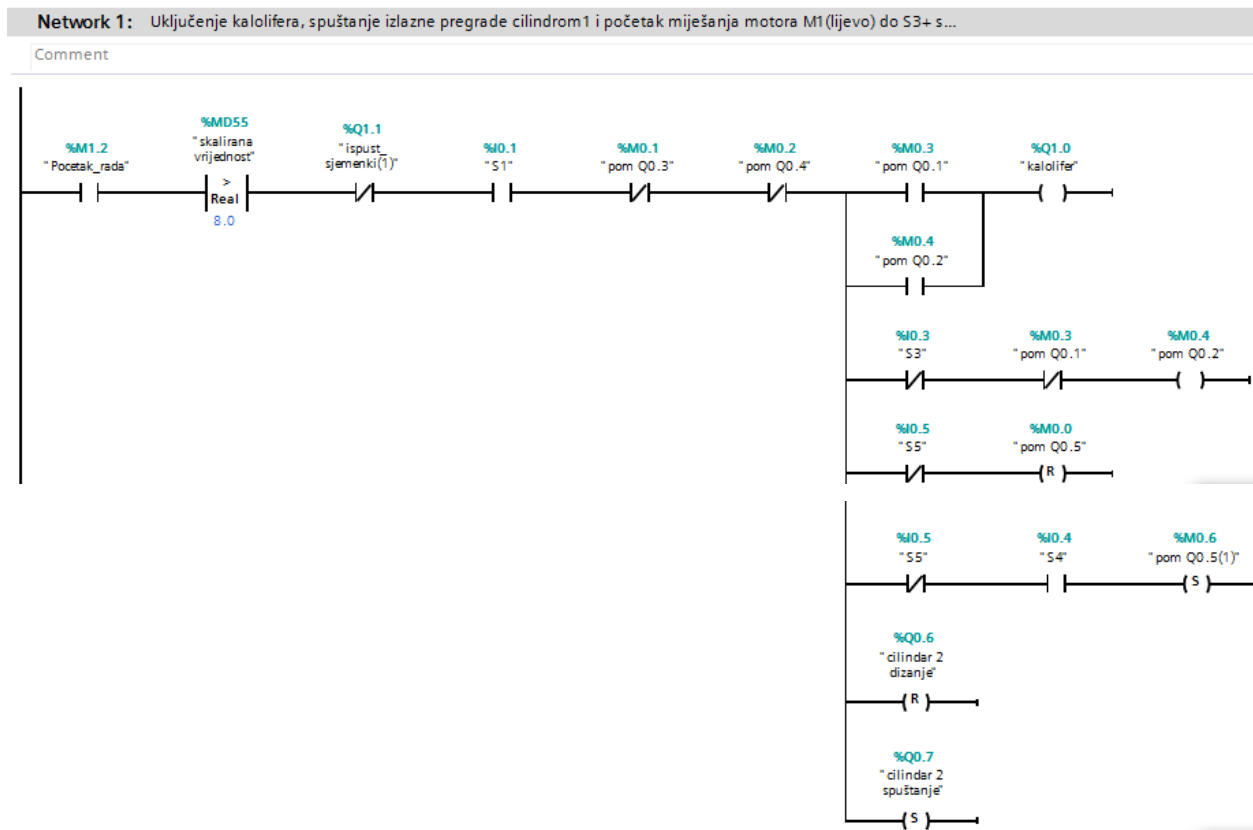 Network 1: Uključenje kalolifera, spuštanje izlazne pregrade cilindrom1 i početak miješanja motora M1(lijevo) do S3+ s...
Comment
%M1.2
"Pocetak_rada"
%MD55
"skalirana
vrijednost"
>
Real
8.0
%Q1.1
"ispust_
sjemenki(1)"
%I0.1
"S1"
%M0.1
"pom Q0.3"
%M0.2
"pom Q0.4"
%M0.3
"pom Q0.1"
%Q1.0
"kalolifer"
%M0.4
"pom Q0.2"
%I0.3
"S3"
%M0.3
"pom Q0.1"
%M0.4
"pom Q0.2"
%I0.5
"S5"
%M0.0
"pom Q0.5"
R
%I0.5
"S5"
%I0.4
"S4"
%M0.6
"pom Q0.5(1)"
S
%Q0.6
"cilindar 2
dizanje"
R
%Q0.7
"cilindar 2
spuštanje"
S